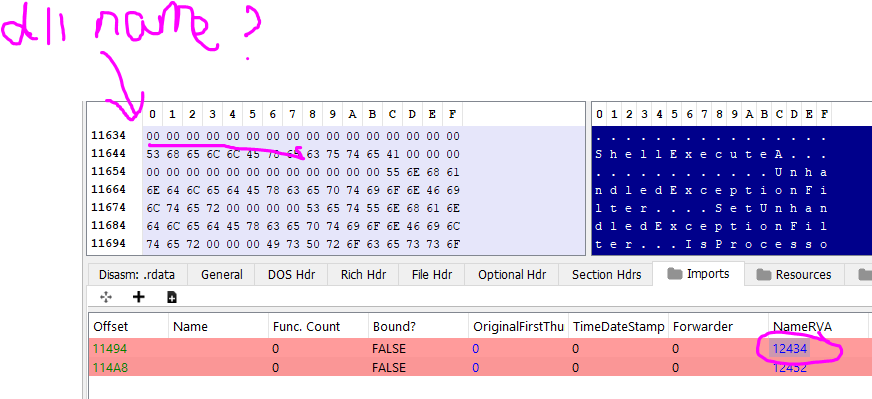 dll name ?
0 1 2 3 4 5 6 7 8 9 A B C D E F 0 1 2 3 4 5 6 7 8 9 A B C D E F
11634 00 00 00 00 00 00 00 00 00 00 00 00 00 00 00 00 . . . . . . . . . . . . . . . .
11644 53 68 65 6C 6C 45 78 65 63 75 74 65 41 00 00 00 S h e l l E x e c u t e A . . .
11654 00 00 00 00 00 00 00 00 00 00 00 00 55 6E 68 61 . . . . . . . . . . . . U n h a
11664 6E 64 6C 65 64 45 78 63 65 70 74 69 6F 6E 46 69 n d l e d E x c e p t i o n F i
11674 6C 74 65 72 00 00 00 00 53 65 74 55 6E 68 61 6E l t e r . . . . S e t U n h a n
11684 64 6C 65 64 45 78 63 65 70 74 69 6F 6E 46 69 6C d l e d E x c e p t i o n F i l
11694 74 65 72 00 00 00 49 73 50 72 6F 63 65 73 73 6F t e r . . . I s P r o c e s s o
Disasm: .rdata General DOS Hdr Rich Hdr File Hdr Optional Hdr Section Hdrs Imports Resources
Offset Name Func. Count Bound? OriginalFirstThu TimeDateStamp Forwarder NameRVA
11494 0 FALSE 0 0 0 12434
114A8 0 FALSE 0 0 0 12452